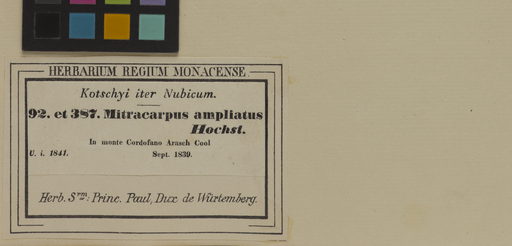 HERBARIUM REGIUM MONACENSE.
Kotschyi iter Nubicum.
92. et 387. Mitracarpus ampliatus
Hochst.
In monte Cordofano Arasch Cool
U. i. 1841. Sept. 1839.
Herb. S.rm: Princ. Paul, Dux de Würtemberg.